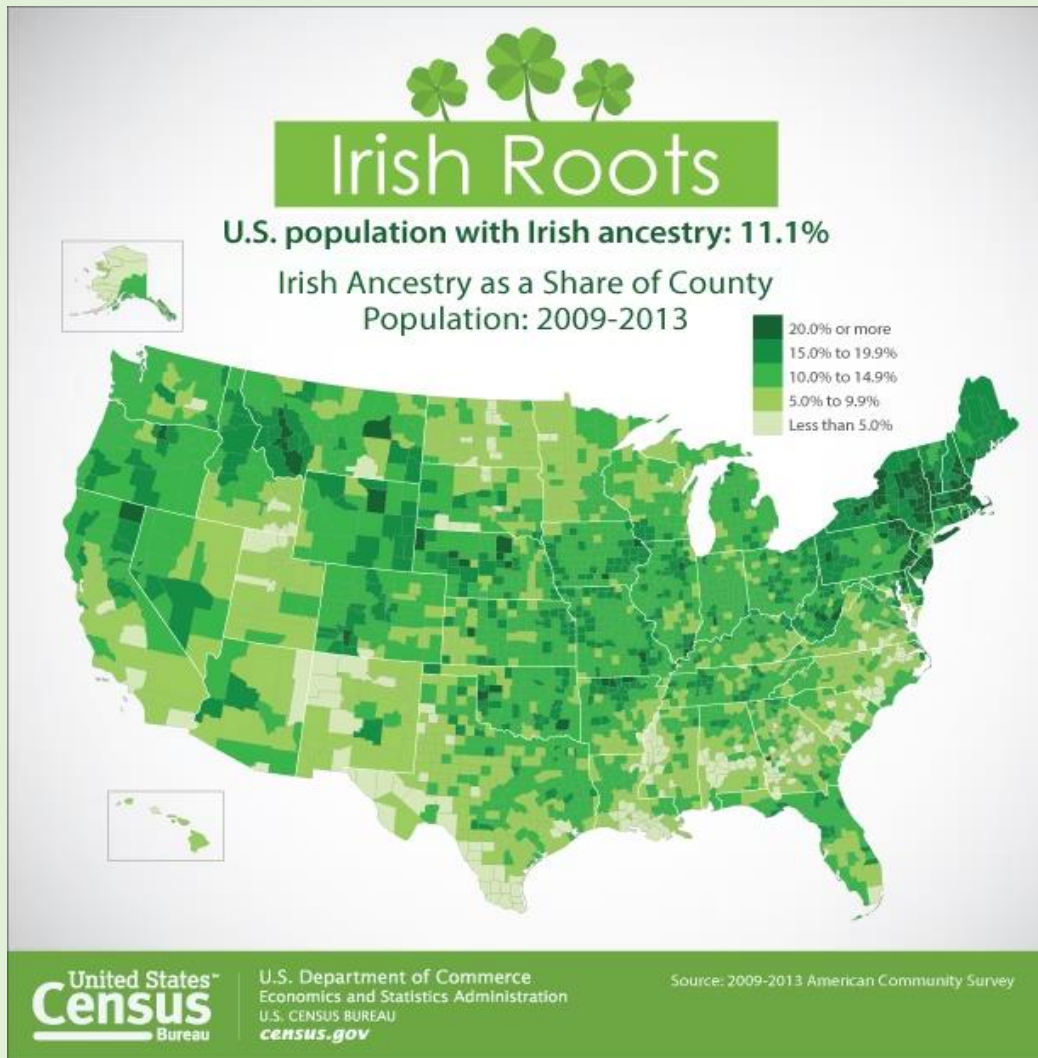 Irish Roots
U.S. population with Irish ancestry: 11.1%
Irish Ancestry as a Share of County
Population: 2009-2013
20.0% or more
15.0% to 19.9%
10.0% to 14.9%
5.0% to 9.9%
Less than 5.0%
United States™
Census
Bureau
U.S. Department of Commerce
Economics and Statistics Administration
U.S. CENSUS BUREAU
census.gov
Source: 2009-2013 American Community Survey